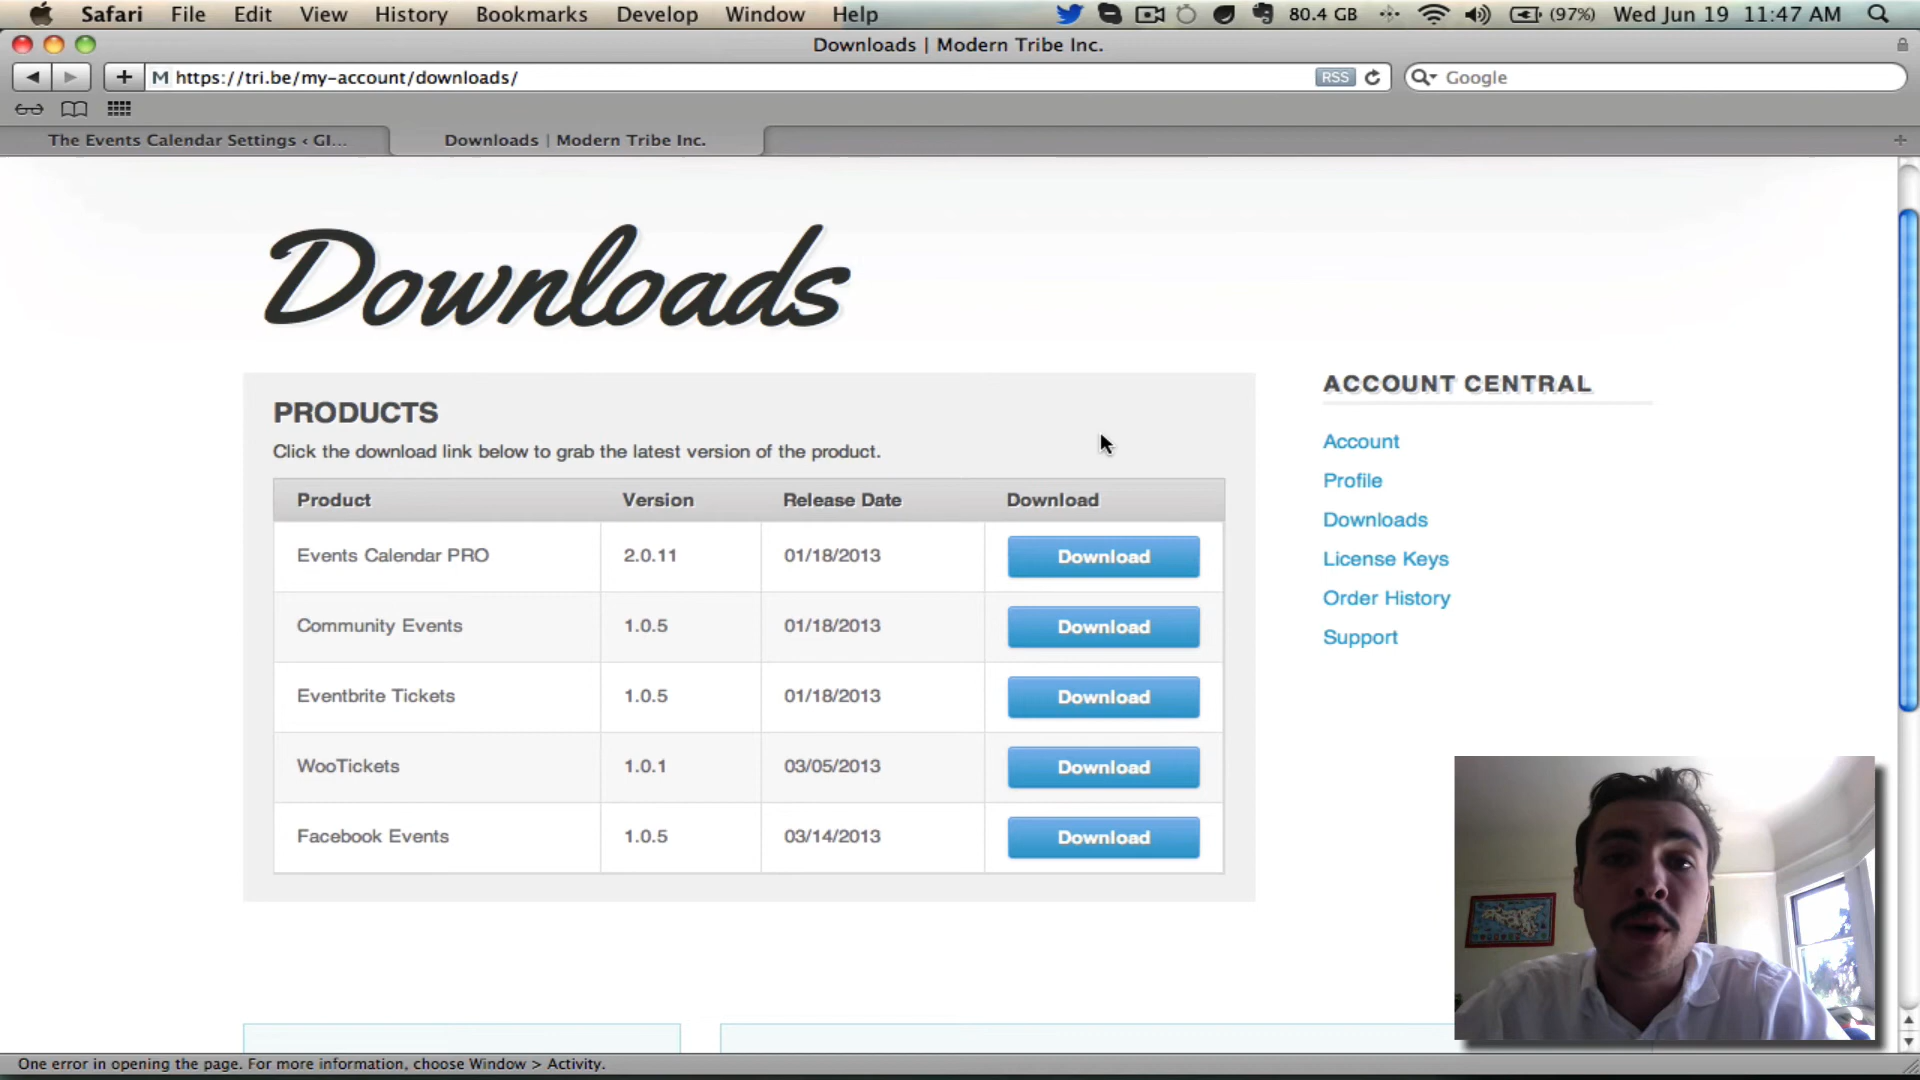 Safari File Edit View History Bookmarks Develop Window Help 80.4 GB (97%) Wed Jun 19 11:47 AM
Downloads | Modern Tribe Inc.
https://tri.be/my-account/downloads/ RSS Google
The Events Calendar Settings ‹ GI... Downloads | Modern Tribe Inc.
Downloads
PRODUCTS
Click the download link below to grab the latest version of the product.
Product Version Release Date Download
Events Calendar PRO 2.0.11 01/18/2013 Download
Community Events 1.0.5 01/18/2013 Download
Eventbrite Tickets 1.0.5 01/18/2013 Download
WooTickets 1.0.1 03/05/2013 Download
Facebook Events 1.0.5 03/14/2013 Download
ACCOUNT CENTRAL
Account
Profile
Downloads
License Keys
Order History
Support
One error in opening the page. For more information, choose Window > Activity.